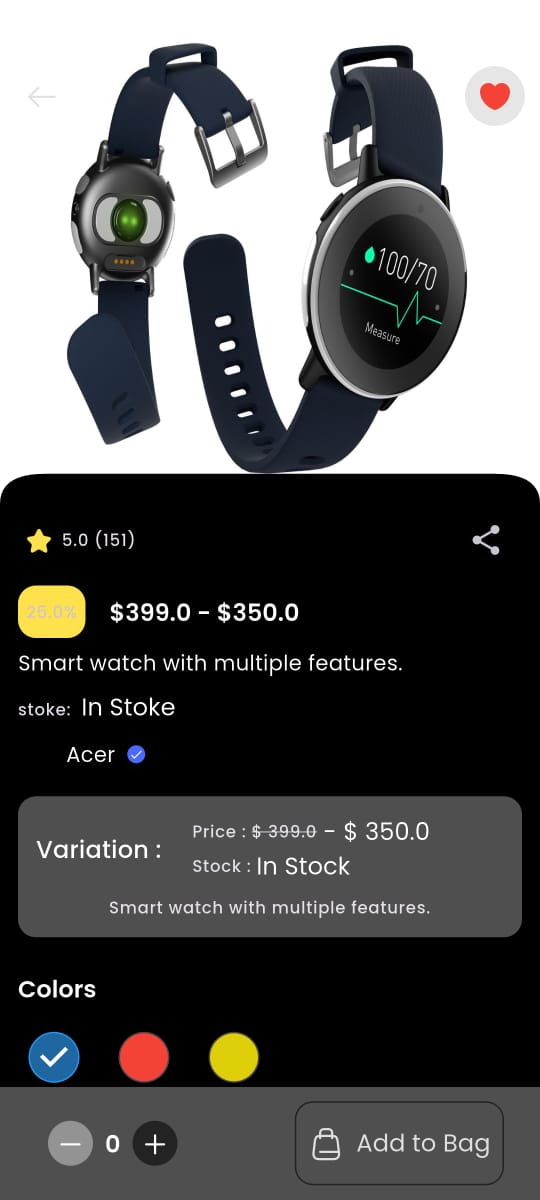 100/70
Measure
5.0 (151)
25.0%
$399.0 - $350.0
Smart watch with multiple features.
stoke: In Stoke
Acer
Variation :
Price : $ 399.0 - $ 350.0
Stock : In Stock
Smart watch with multiple features.
Colors
0
Add to Bag